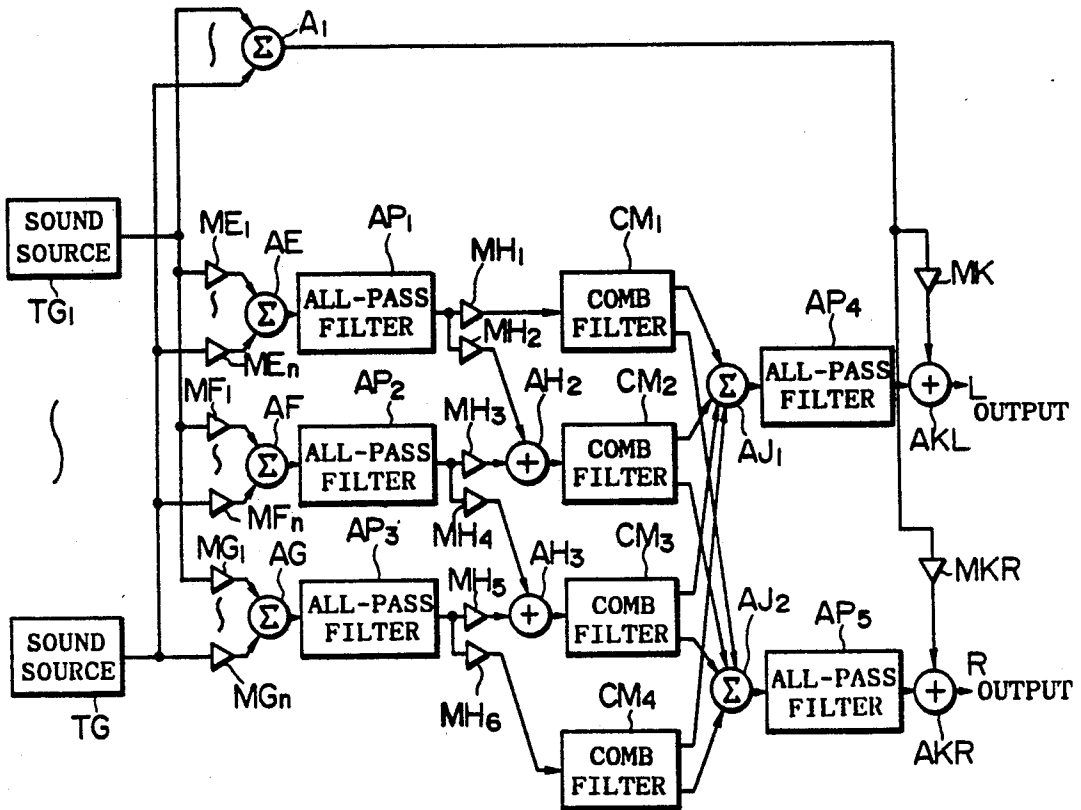 Σ
A1
SOUND
SOURCE
TG1
ME1
AE
Σ
MEn
AP1
ALL-PASS
FILTER
MH1
MH2
CM1
COMB
FILTER
MF1
AF
Σ
MFn
AP2
ALL-PASS
FILTER
MH3
MH4
AH2
+
CM2
COMB
FILTER
Σ
AJ1
AP4
ALL-PASS
FILTER
MK
+
AKL
L
OUTPUT
MG1
AG
Σ
MGn
AP3
ALL-PASS
FILTER
MH5
MH6
AH3
+
CM3
COMB
FILTER
SOUND
SOURCE
TG
CM4
COMB
FILTER
AJ2
Σ
AP5
ALL-PASS
FILTER
MKR
+
AKR
R
OUTPUT